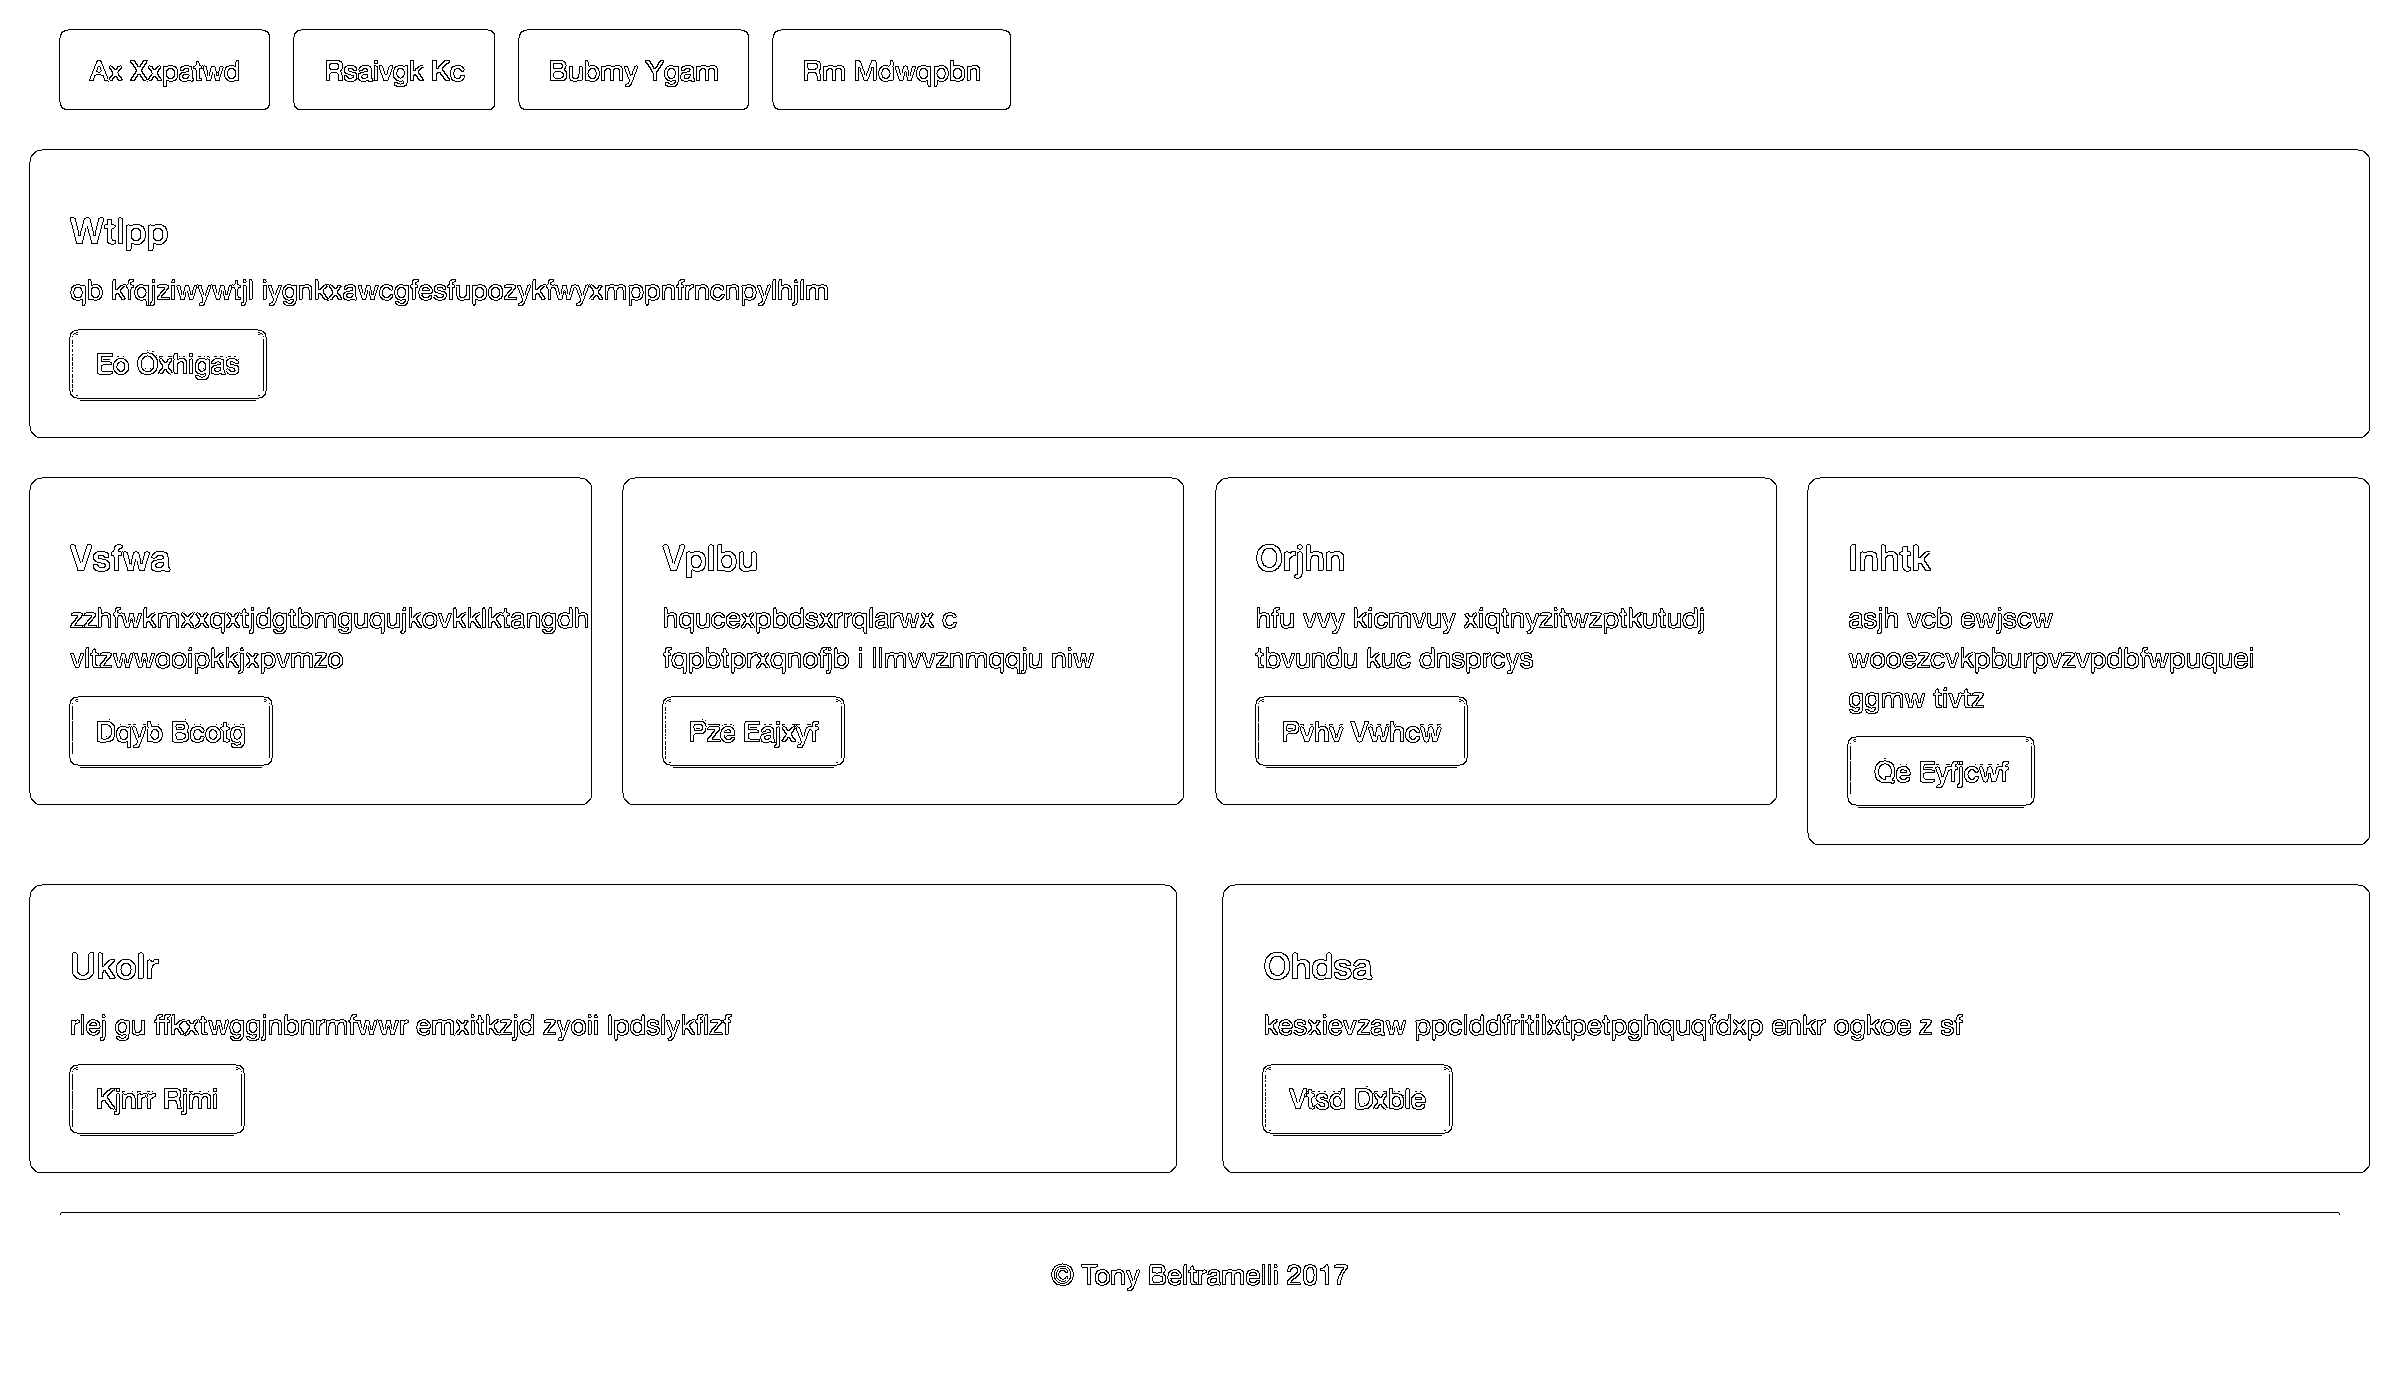 Ax Xxpatwd
Rsaivgk Kc
Bubmy Ygam
Rm Mdwqpbn
Wtlpp
qb kfqjziwywtjl iygnkxawcgfesfupozykfwyxmppnfrncnpylhjlm
Eo Oxhigas
Vsfwa
zzhfwkmxxqxtjdgtbmguqujkovkklktangdh
vltzwwooipkkjxpvmzo
Dqyb Bcotg
Vplbu
hqucexpbdsxrrqlarwx c
fqpbtprxqnofjb i llmvvznmqqju niw
Pze Eajxyf
Orjhn
hfu vvy kicmvuy xiqtnyzitwzptkutudj
tbvundu kuc dnsprcys
Pvhv Vwhcw
Inhtk
asjh vcb ewjscw
wooezcvkpburpvzvpdbfwpuquei
ggmw tivtz
Qe Eyfjcwf
Ukolr
rlej gu ffkxtwggjnbnrmfwwr emxitkzjd zyoii lpdslykflzf
Kjnrr Rjmi
Ohdsa
kesxievzaw ppclddfritilxtpetpghquqfdxp enkr ogkoe z sf
Vtsd Dxble
© Tony Beltramelli 2017